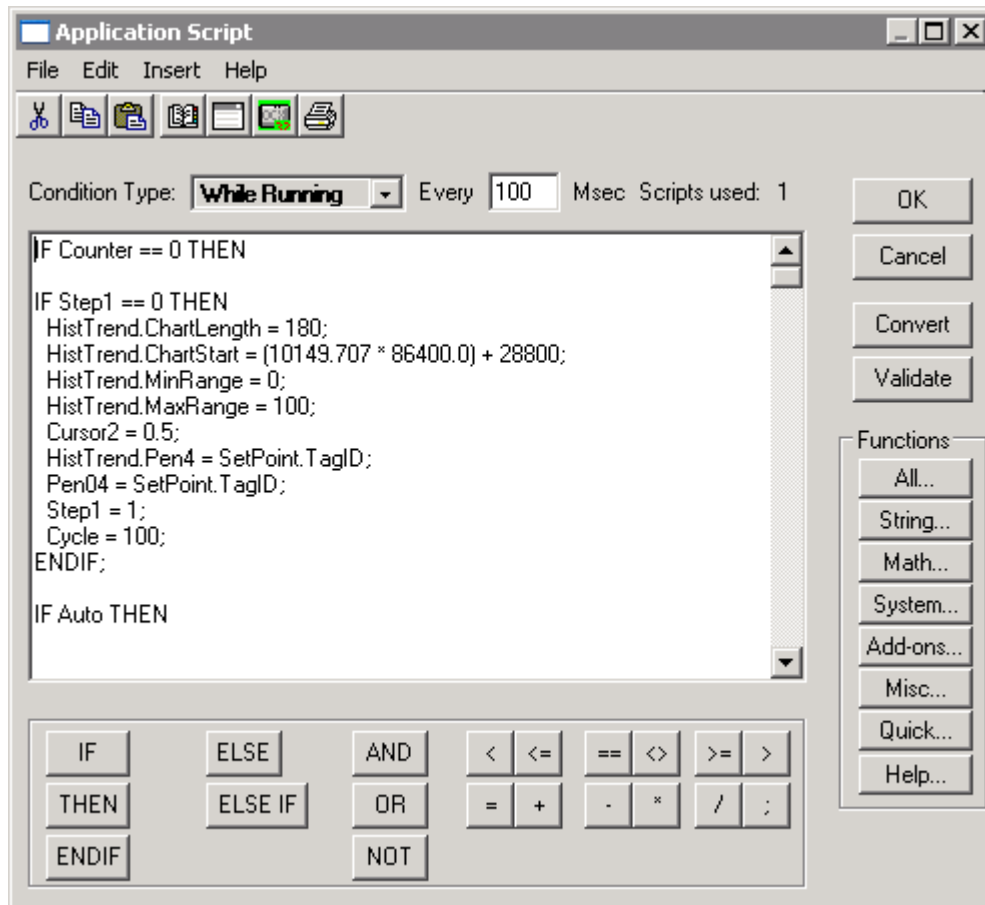 Application Script
File Edit Insert Help
Condition Type: While Running Every 100 Msec Scripts used: 1
IF Counter == 0 THEN
IF Step1 == 0 THEN
HistTrend.ChartLength = 180;
HistTrend.ChartStart = (10149.707 * 86400.0) + 28800;
HistTrend.MinRange = 0;
HistTrend.MaxRange = 100;
Cursor2 = 0.5;
HistTrend.Pen4 = SetPoint.TagID;
Pen04 = SetPoint.TagID;
Step1 = 1;
Cycle = 100;
ENDIF;
IF Auto THEN
OK
Cancel
Convert
Validate
Functions
All...
String...
Math...
System...
Add-ons...
Misc...
Quick...
Help...
IF ELSE AND < <= == <> >= >
THEN ELSE IF OR = + - * / ;
ENDIF NOT